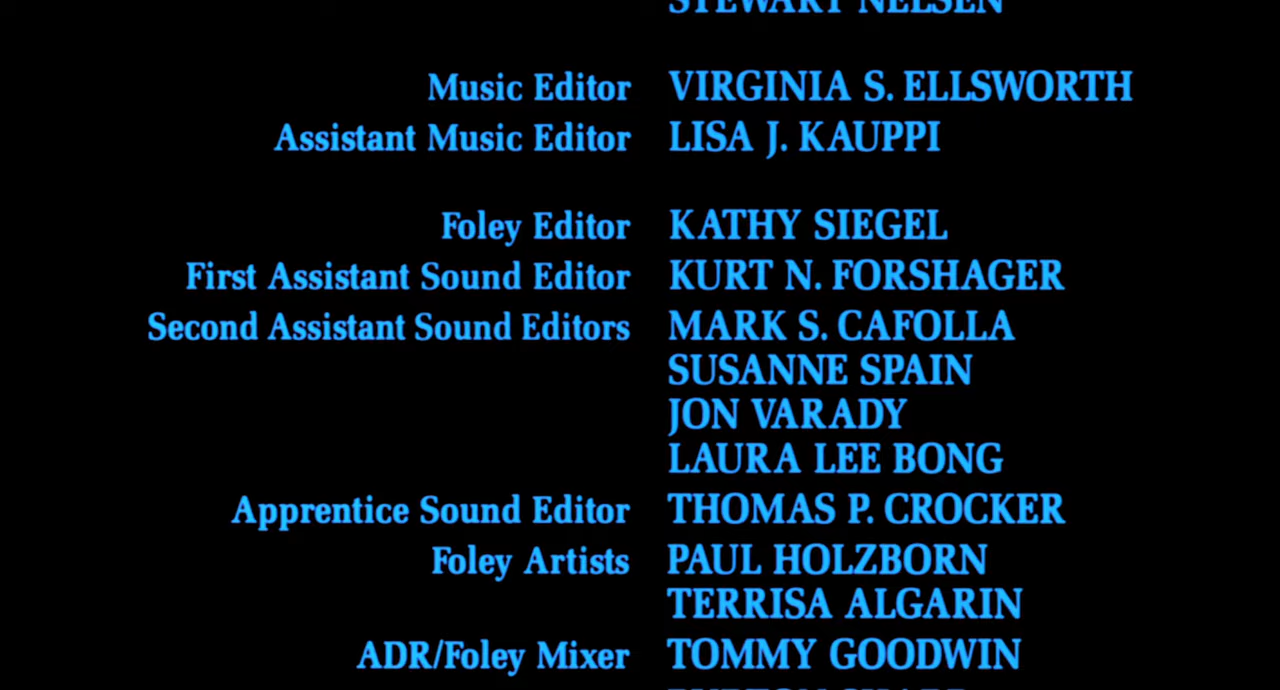 STEWART NELSEN
Music Editor VIRGINIA S. ELLSWORTH
Assistant Music Editor LISA J. KAUPPI
Foley Editor KATHY SIEGEL
First Assistant Sound Editor KURT N. FORSHAGER
Second Assistant Sound Editors MARK S. CAFOLLA
SUSANNE SPAIN
JON VARADY
LAURA LEE BONG
Apprentice Sound Editor THOMAS P. CROCKER
Foley Artists PAUL HOLZBORN
TERRISA ALGARIN
ADR/Foley Mixer TOMMY GOODWIN